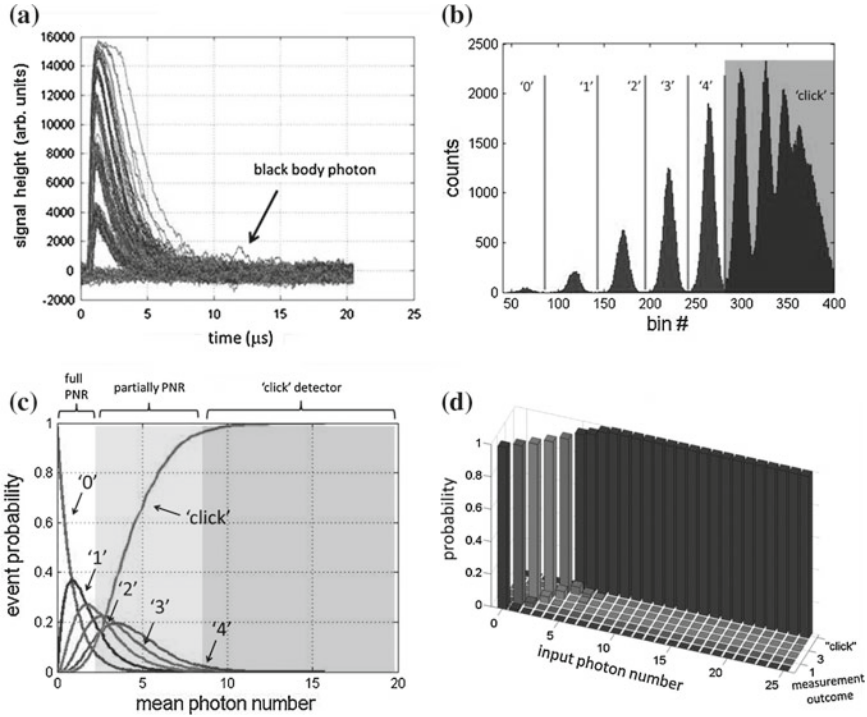 (a)
16000
14000
12000
10000
8000
6000
4000
2000
0
-2000
signal height (arb. units)
black body photon
0 5 10 15 20 25
time (μs)
(b)
2500
2000
1500
1000
500
0
counts
'0' '1' '2' '3' '4' 'click'
50 100 150 200 250 300 350 400
bin #
(c)
full PNR
partially PNR
'click' detector
1
0.8
0.6
0.4
0.2
0
event probability
'0'
'1'
'2'
'3'
'4'
'click'
0 5 10 15 20
mean photon number
(d)
1
0.8
0.6
0.4
0.2
0
probability
0 5 10 15 20 25
input photon number
"click"
3
1
measurement outcome